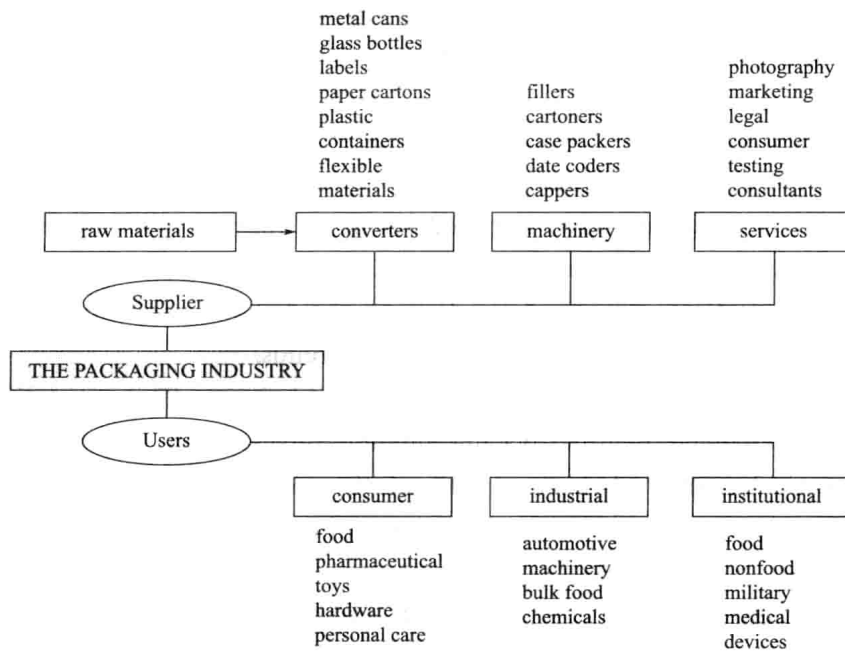 metal cans
glass bottles
labels
paper cartons
plastic
containers
flexible
materials
fillers
cartoners
case packers
date coders
cappers
photography
marketing
legal
consumer
testing
consultants
raw materials
converters
machinery
services
Supplier
THE PACKAGING INDUSTRY
Users
consumer
industrial
institutional
food
pharmaceutical
toys
hardware
personal care
automotive
machinery
bulk food
chemicals
food
nonfood
military
medical
devices